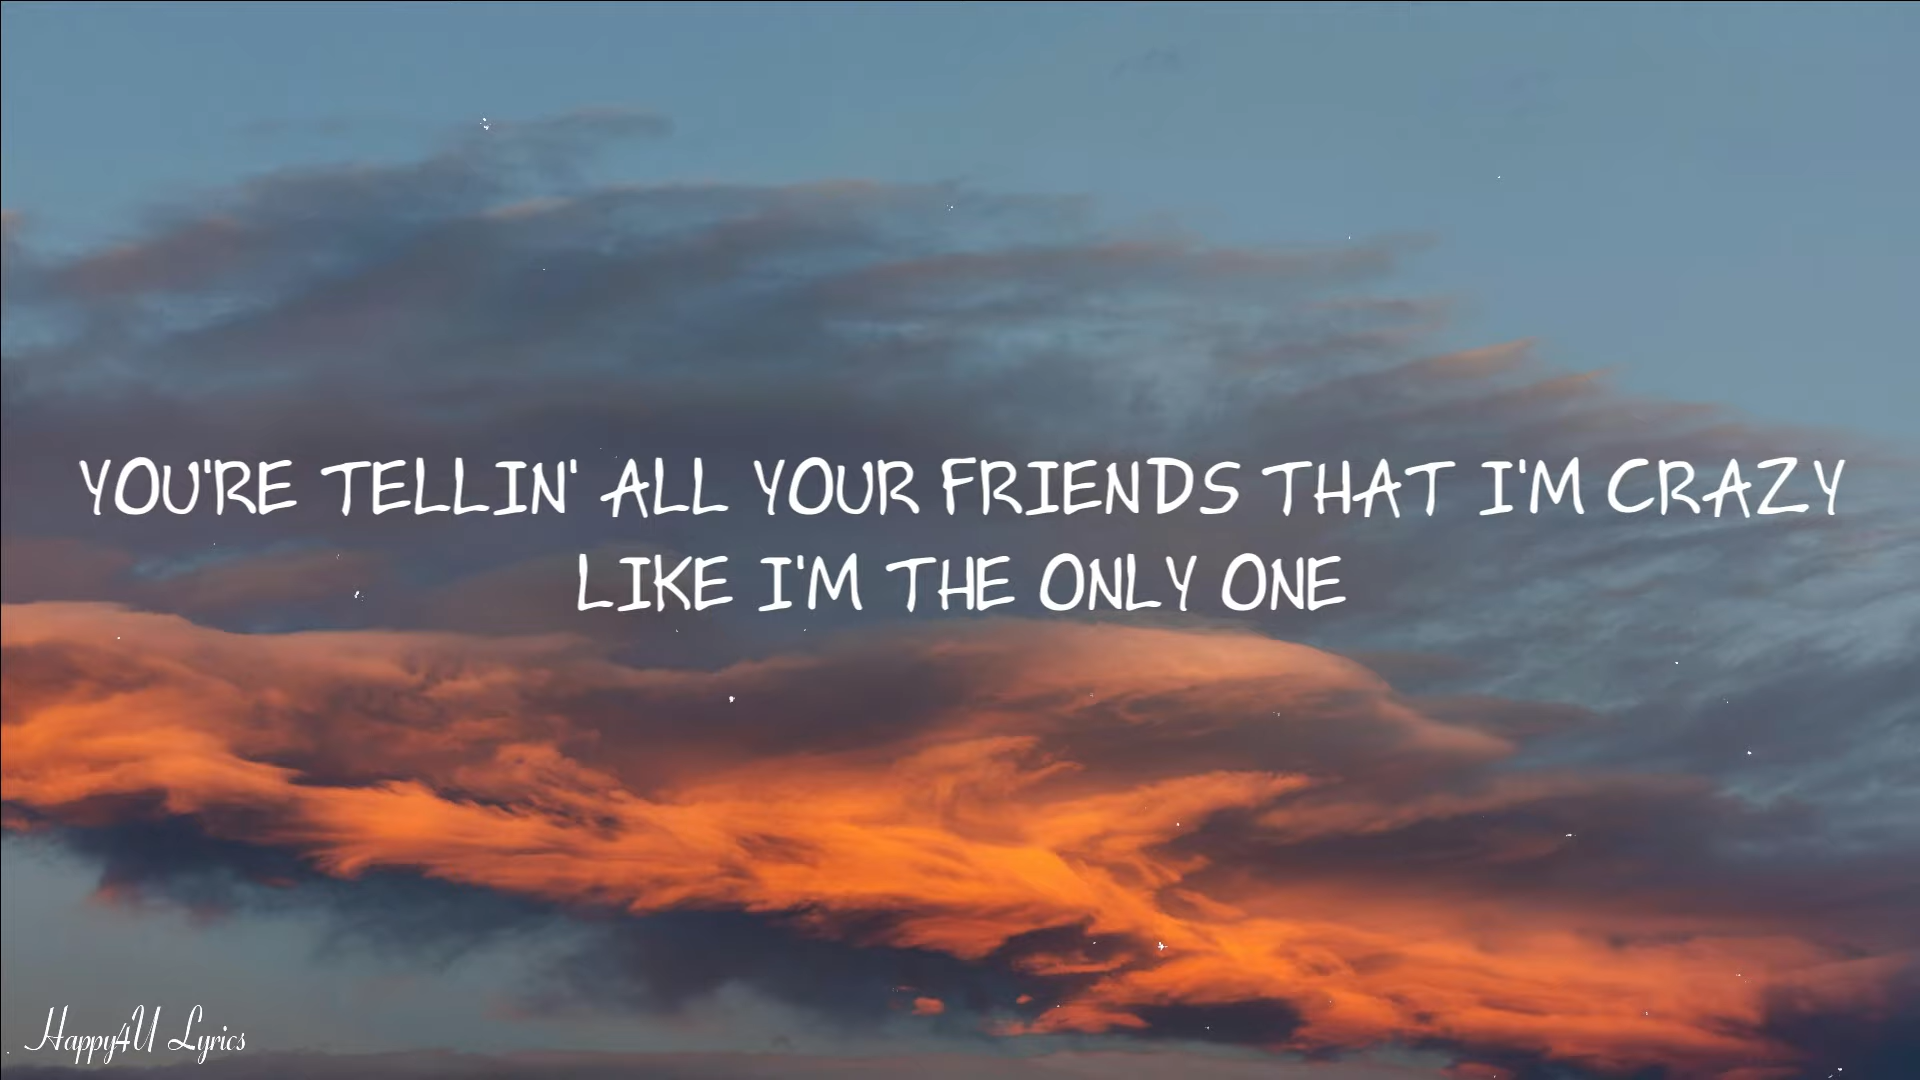 YOU'RE TELLIN' ALL YOUR FRIENDS THAT I'M CRAZY
LIKE I'M THE ONLY ONE
Happy4U Lyrics